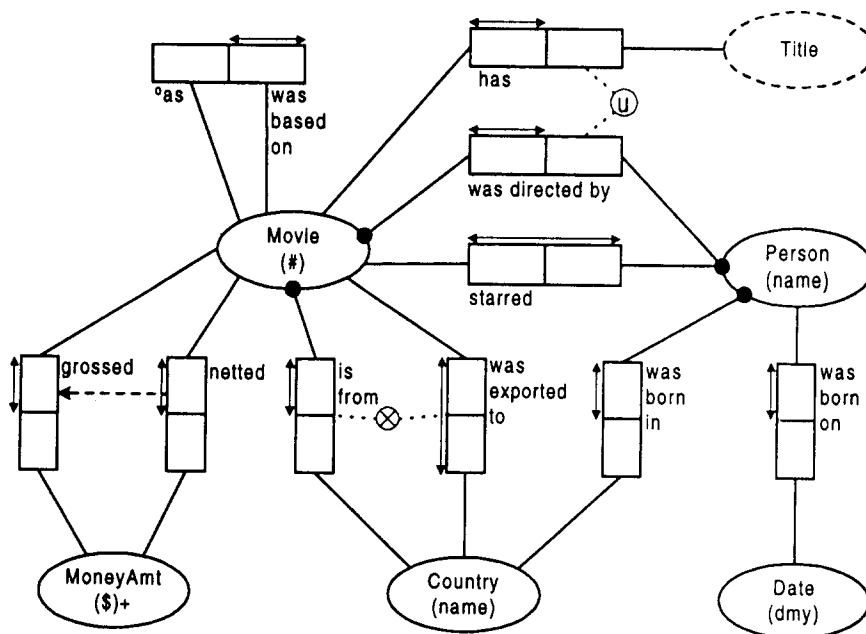 Title
ºas
was
based
on
has
u
was directed by
Movie
(#)
Person
(name)
starred
grossed
netted
is
from
was
exported
to
was
born
in
was
born
on
MoneyAmt
($)+
Country
(name)
Date
(dmy)